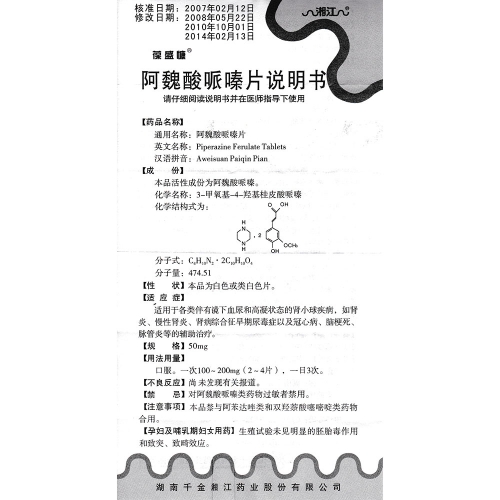 核准日期：2007年02月12日
修改日期：2008年05月22日
2010年10月01日
2014年02月13日
湘江
葆盛嗪®
阿魏酸哌嗪片说明书
请仔细阅读说明书并在医师指导下使用
【药品名称】
通用名称：阿魏酸哌嗪片
英文名称：Piperazine Ferulate Tablets
汉语拼音：Aweisuan Paiqin Pian
【成　份】
本品活性成份为阿魏酸哌嗪。
化学名称：3-甲氧基-4-羟基桂皮酸哌嗪
化学结构式为：
分子式：C₄H₁₀N₂・2C₁₀H₁₀O₄
分子量：474.51
【性　状】本品为白色或类白色片。
【适 应 症】
适用于各类伴有镜下血尿和高凝状态的肾小球疾病，如肾
炎、慢性肾炎、肾病综合征早期尿毒症以及冠心病、脑梗死、
脉管炎等的辅助治疗。
【规　格】50mg
【用法用量】
口服。一次100～200mg（2～4片），一日3次。
【不良反应】尚未发现有关报道。
【禁　忌】对阿魏酸哌嗪类药物过敏者禁用。
【注意事项】本品禁与阿苯达唑类和双羟萘酸噻嘧啶类药物
合用。
【孕妇及哺乳期妇女用药】生殖试验未见明显的胚胎毒作用
和致突、致畸效应。
湖南千金湘江药业股份有限公司